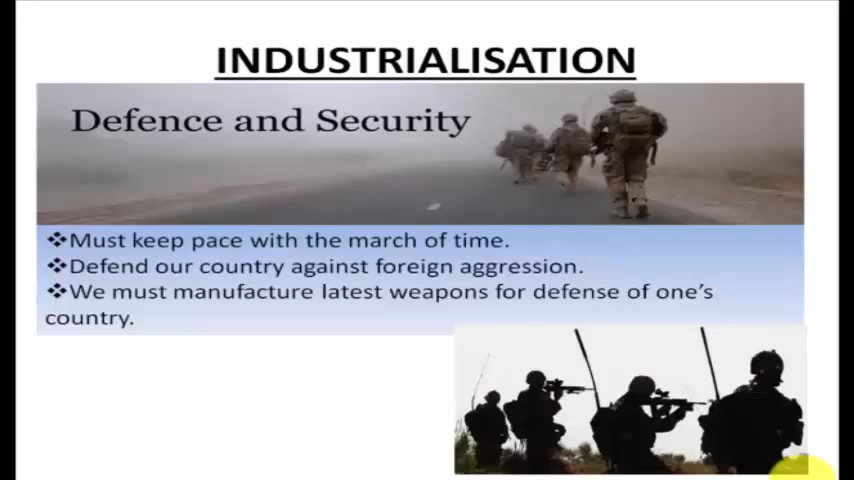 INDUSTRIALISATION
Defence and Security
❖Must keep pace with the march of time.
❖Defend our country against foreign aggression.
❖We must manufacture latest weapons for defense of one's
country.